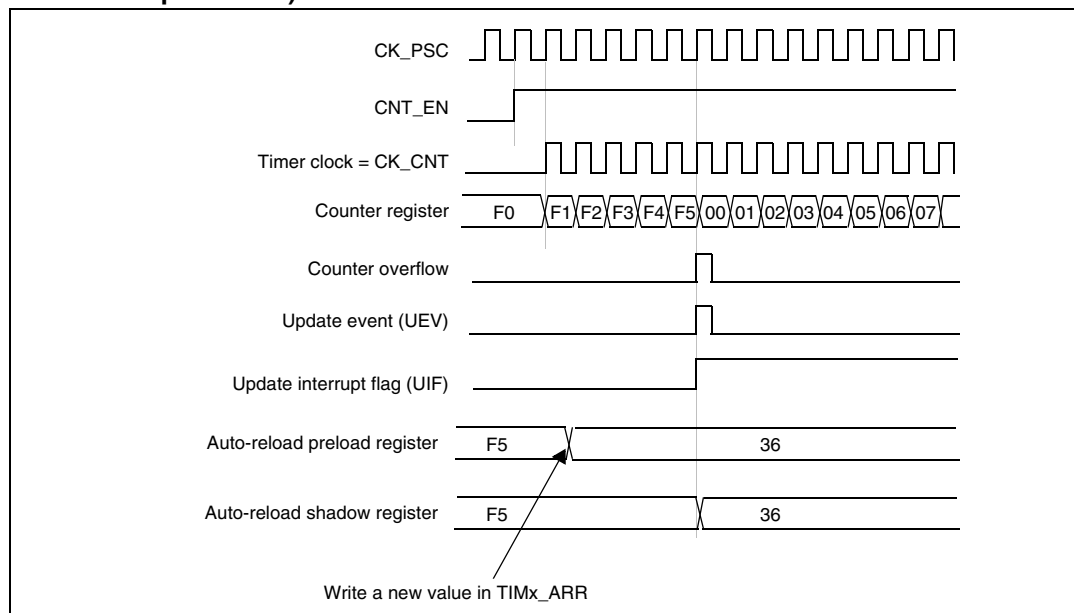 CK_PSC
CNT_EN
Timer clock = CK_CNT
Counter register F0 F1 F2 F3 F4 F5 00 01 02 03 04 05 06 07
Counter overflow
Update event (UEV)
Update interrupt flag (UIF)
Auto-reload preload register F5 36
Auto-reload shadow register F5 36
Write a new value in TIMx_ARR